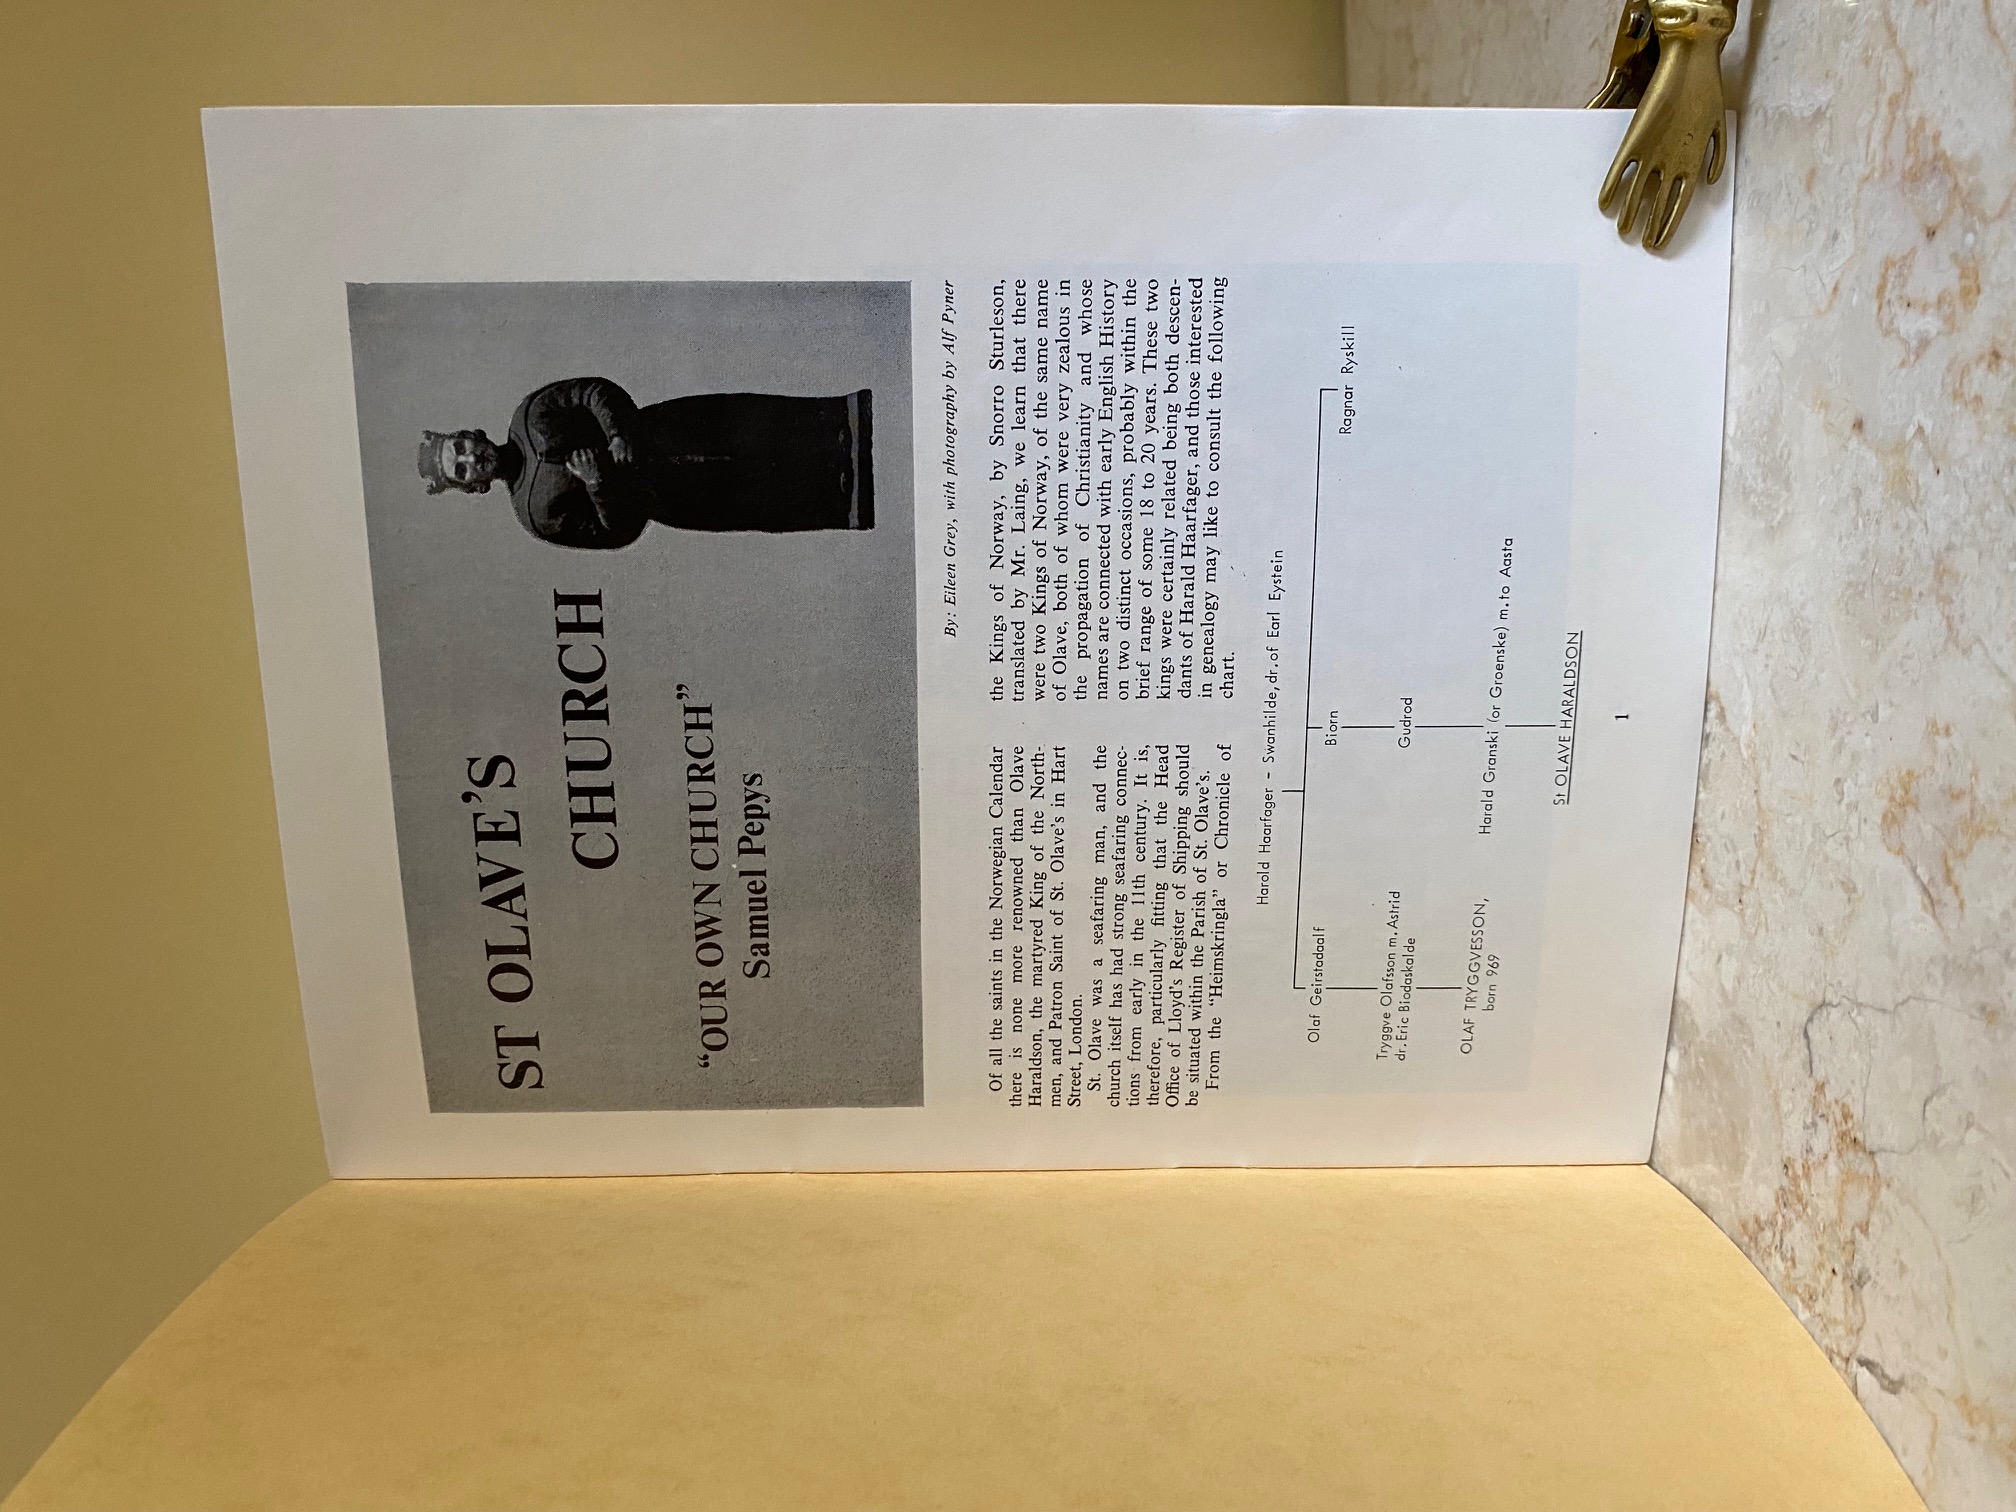 ST OLAVE'S
CHURCH
“OUR OWN CHURCH”
Samuel Pepys
By: Eileen Grey, with photography by Alf Pyner
Of all the saints in the Norwegian Calendar
there is none more renowned than Olave
Haraldson, the martyred King of the North-
men, and Patron Saint of St. Olave's in Hart
Street, London.
St. Olave was a seafaring man, and the
church itself has had strong seafaring connec-
tions from early in the 11th century. It is,
therefore, particularly fitting that the Head
Office of Lloyd's Register of Shipping should
be situated within the Parish of St. Olave's.
From the “Heimskringla” or Chronicle of
the Kings of Norway, by Snorro Sturleson,
translated by Mr. Laing, we learn that there
were two Kings of Norway, of the same name
of Olave, both of whom were very zealous in
the propagation of Christianity and whose
names are connected with early English History
on two distinct occasions, probably within the
brief range of some 18 to 20 years. These two
kings were certainly related being both descen-
dants of Harald Haarfager, and those interested
in genealogy may like to consult the following
chart.
Harold Haarfager – Swanhilde, dr. of Earl Eystein
Olaf Geirstadaalf
Biorn
Ragnar Ryskill
Tryggve Olafsson m. Astrid
dr. Eric Biodaskalde
Gudrod
OLAF TRYGGVESSON,
born 969
Harald Granski (or Groenske) m. to Aasta
St OLAVE HARALDSON
1